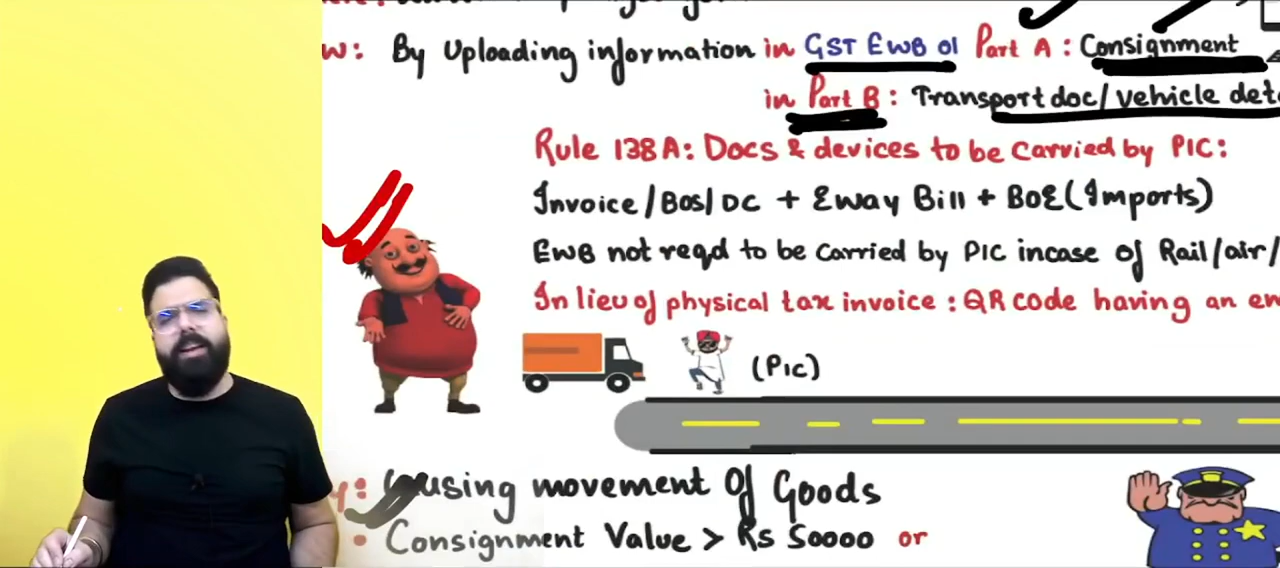 w: By Uploading information in GST EWB 01 Part A: Consignment
in Part B: Transport doc/vehicle det
Rule 138A: Docs & devices to be Carried by PIC:
Invoice/BOS/DC + Eway Bill + BOE (Imports)
EWB not reqd to be Carried by PIC incase of Rail/air/
In lieu of physical tax invoice: QR code having an en
(PIC)
y: Causing movement Of Goods
• Consignment Value > Rs 50000 or